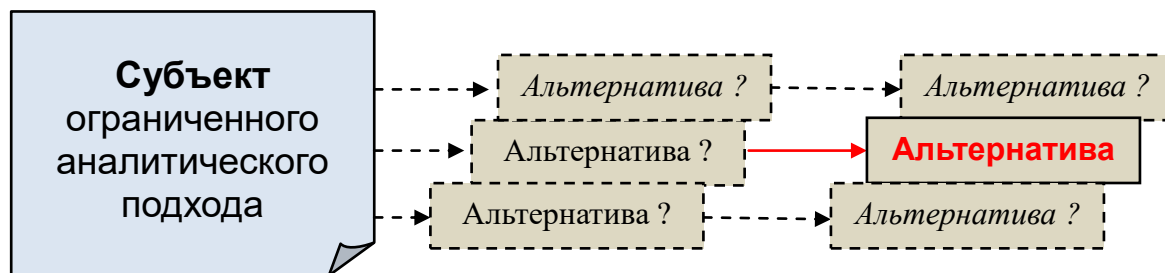 Субъект
ограниченного
аналитического
подхода
Альтернатива ?
Альтернатива ?
Альтернатива ?
Альтернатива
Альтернатива ?
Альтернатива ?